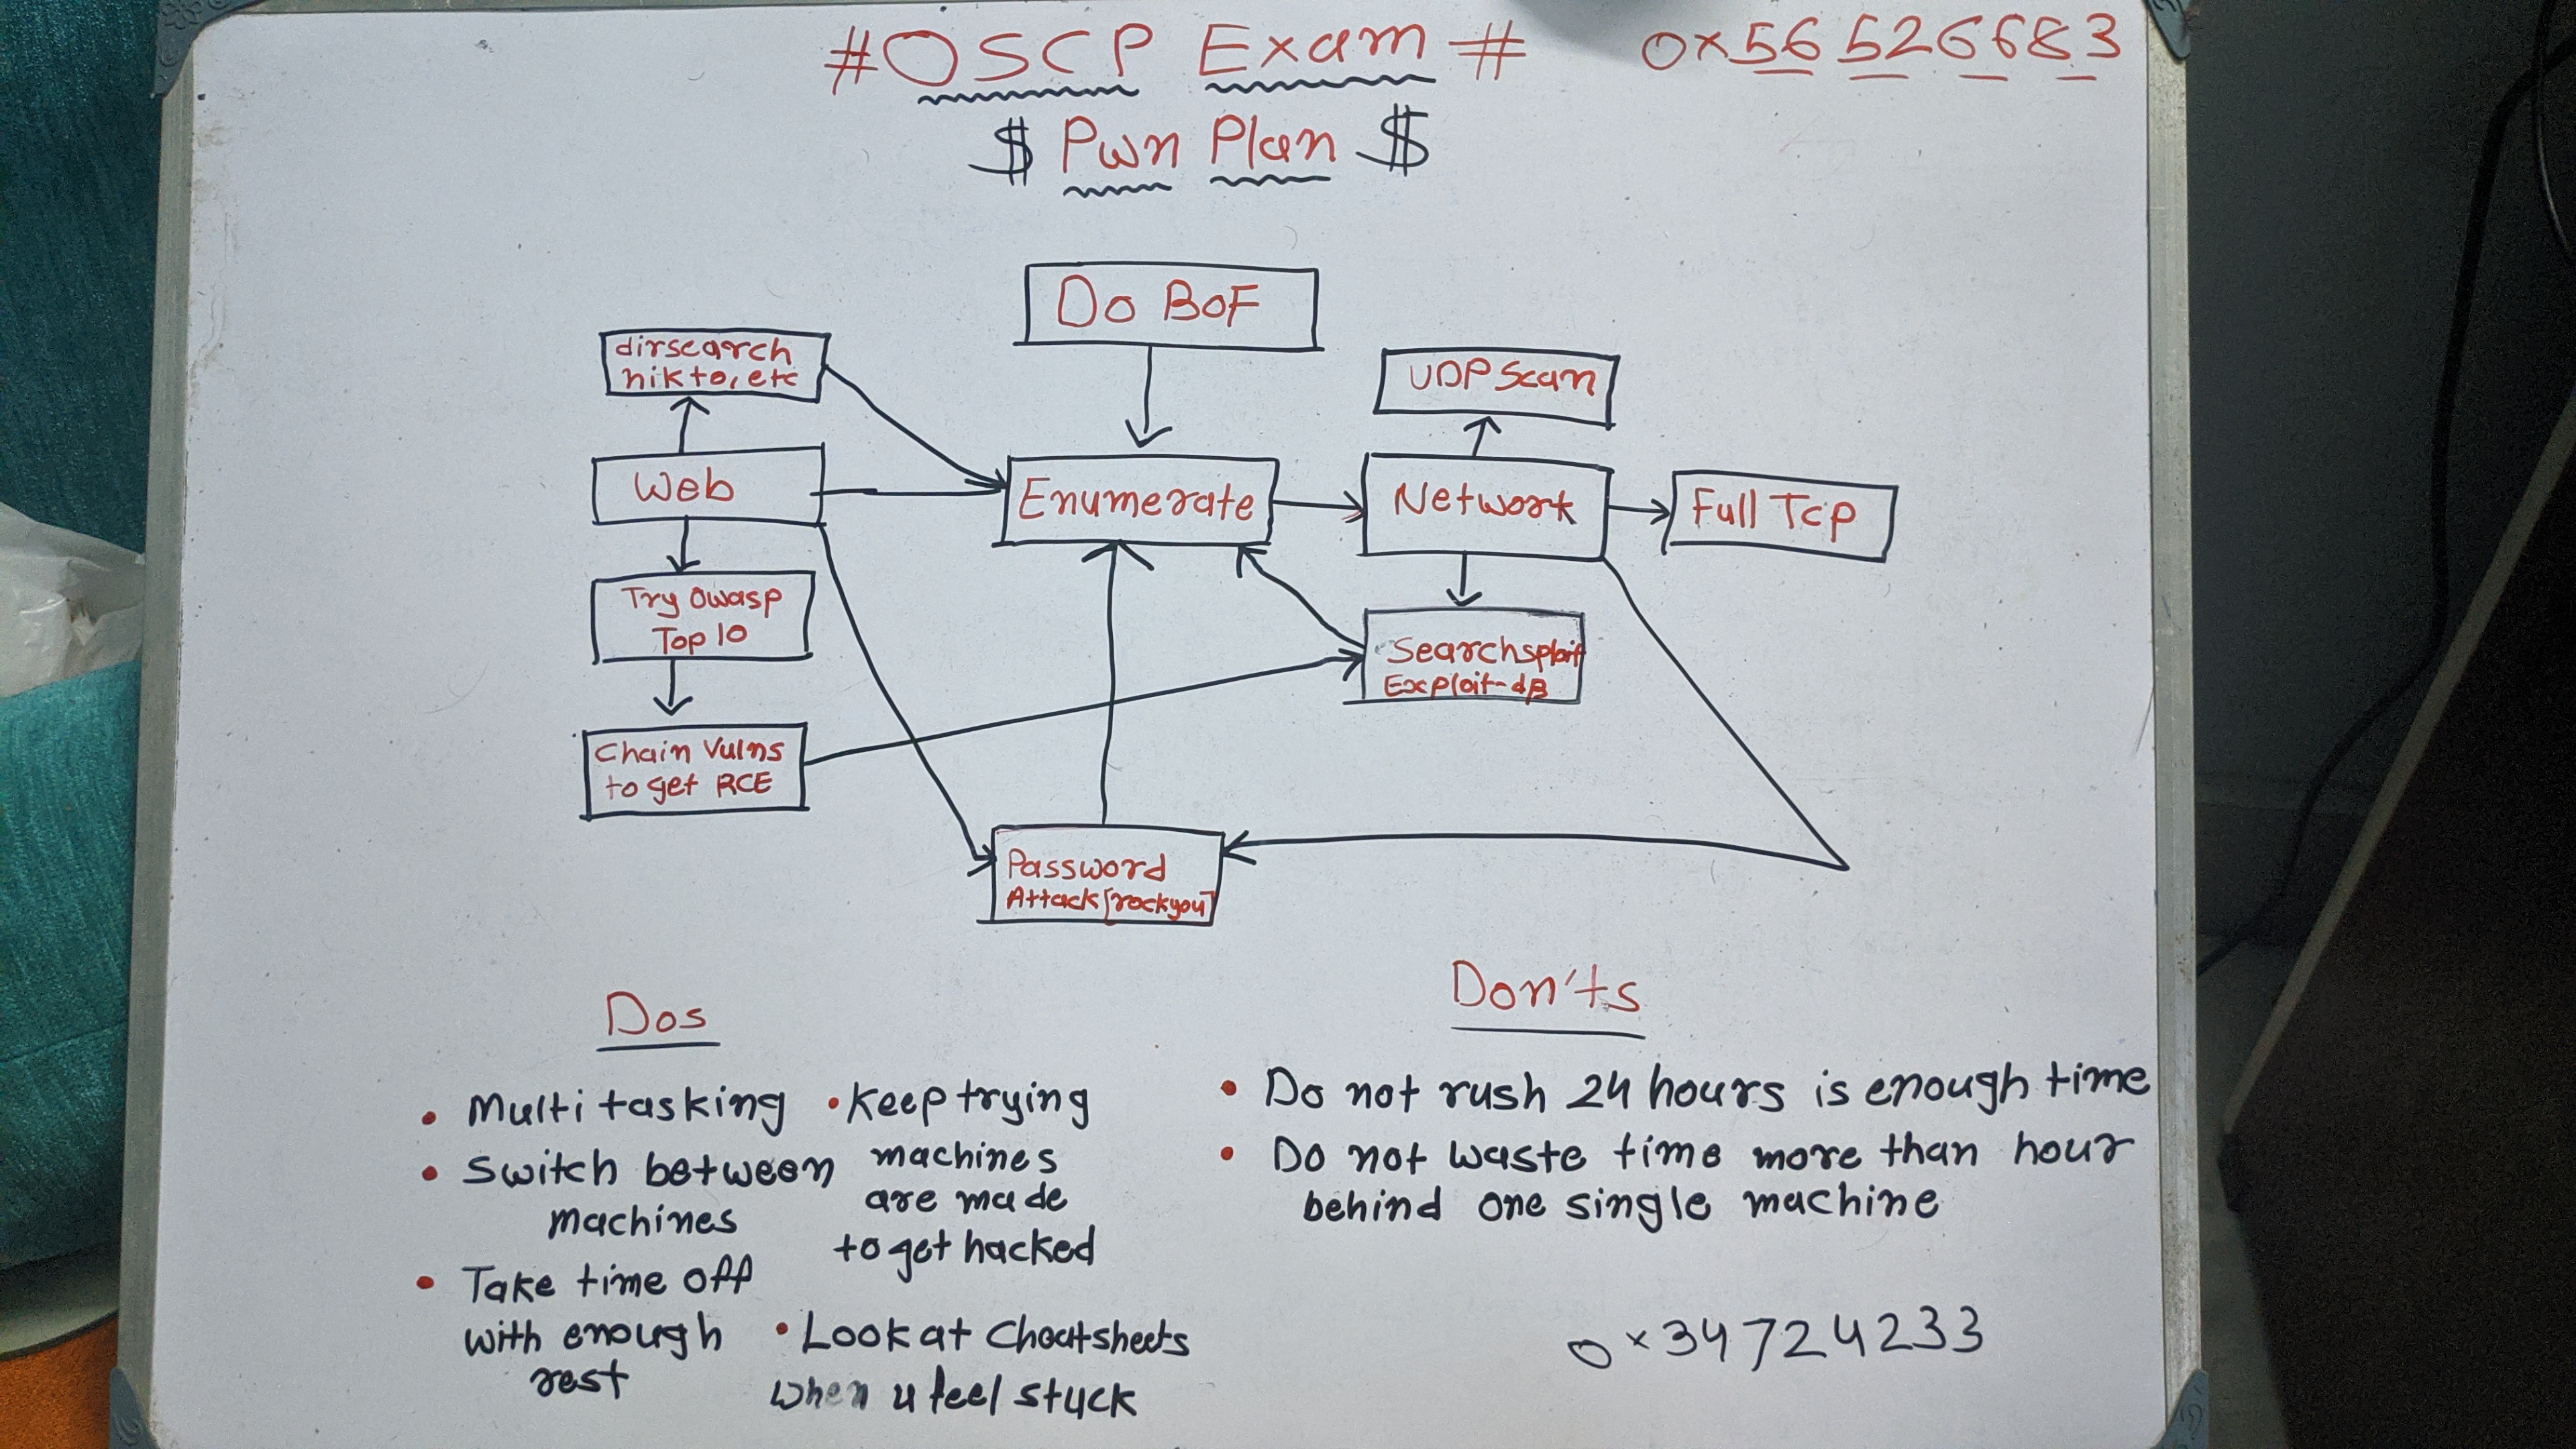 #OSCP Exam#
0x56526683
$ Pwn Plan $
Do BoF
dirsearch
nikto, etc
UDP Scan
Web
Enumerate
Network
Full Tcp
Try Owasp
Top 10
Searchsploit
Exploit-dB
Chain Vulns
to get RCE
Password
Attack [rockyou]
Dos
• Multi tasking
• Switch between
machines
• Take time off
with enough
rest
• Keep trying
machines
are made
to get hacked
• Look at Cheatsheets
when u feel stuck
Don'ts
• Do not rush 24 hours is enough time
• Do not waste time more than hour
behind one single machine
0x34724233